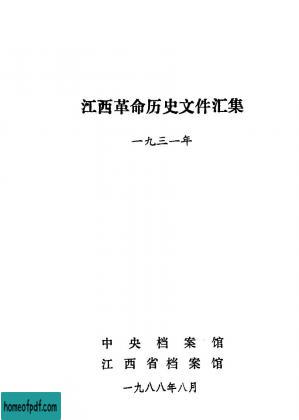 江西革命历史文件汇集
一九三一年
中央档案馆
江西省档案馆
一九八八年八月
homeofpdf.com